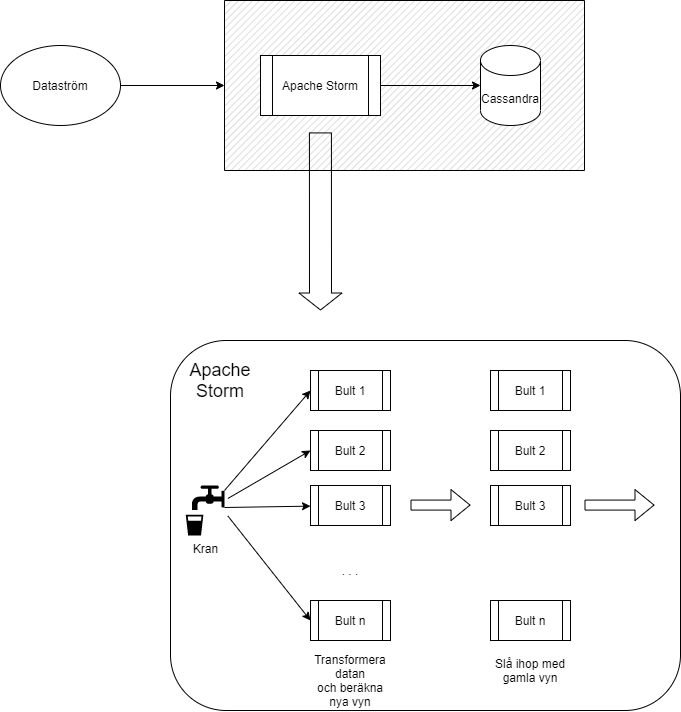 Dataström
Apache Storm
Cassandra
Apache
Storm
Bult 1
Bult 1
Bult 2
Bult 2
Bult 3
Bult 3
Kran
. . .
Bult n
Bult n
Transformera
datan
och beräkna
nya vyn
Slå ihop med
gamla vyn